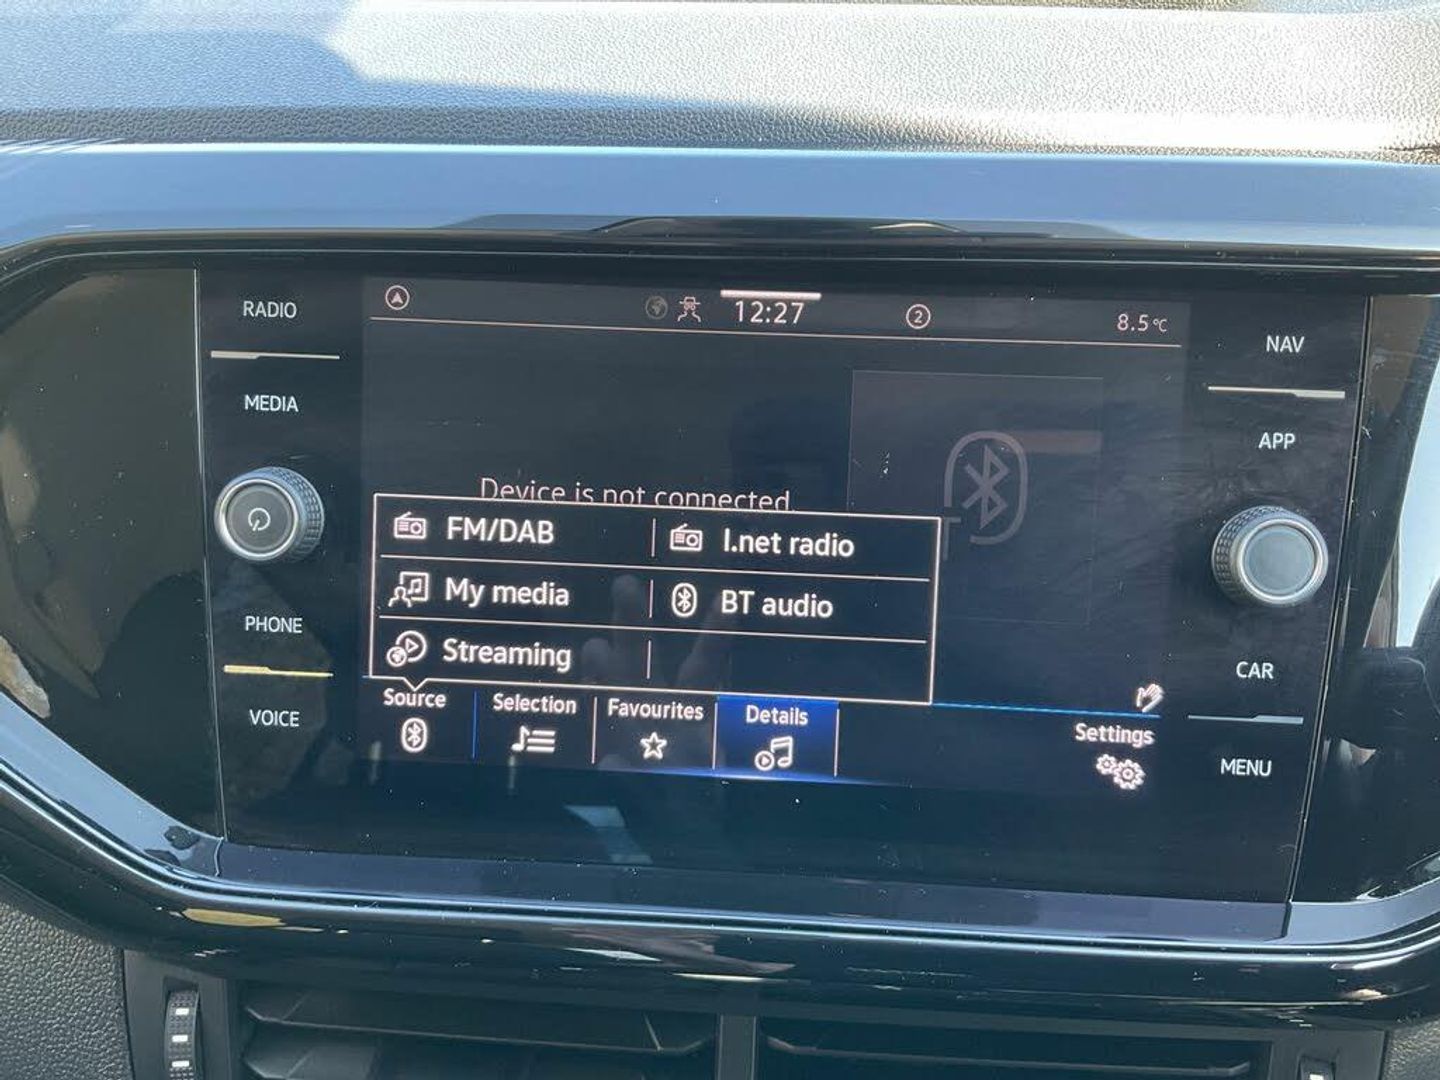 RADIO
MEDIA
PHONE
VOICE
12:27
2
8.5°C
Device is not connected.
FM/DAB
I.net radio
My media
BT audio
Streaming
Source
Selection
Favourites
Details
Settings
NAV
APP
CAR
MENU